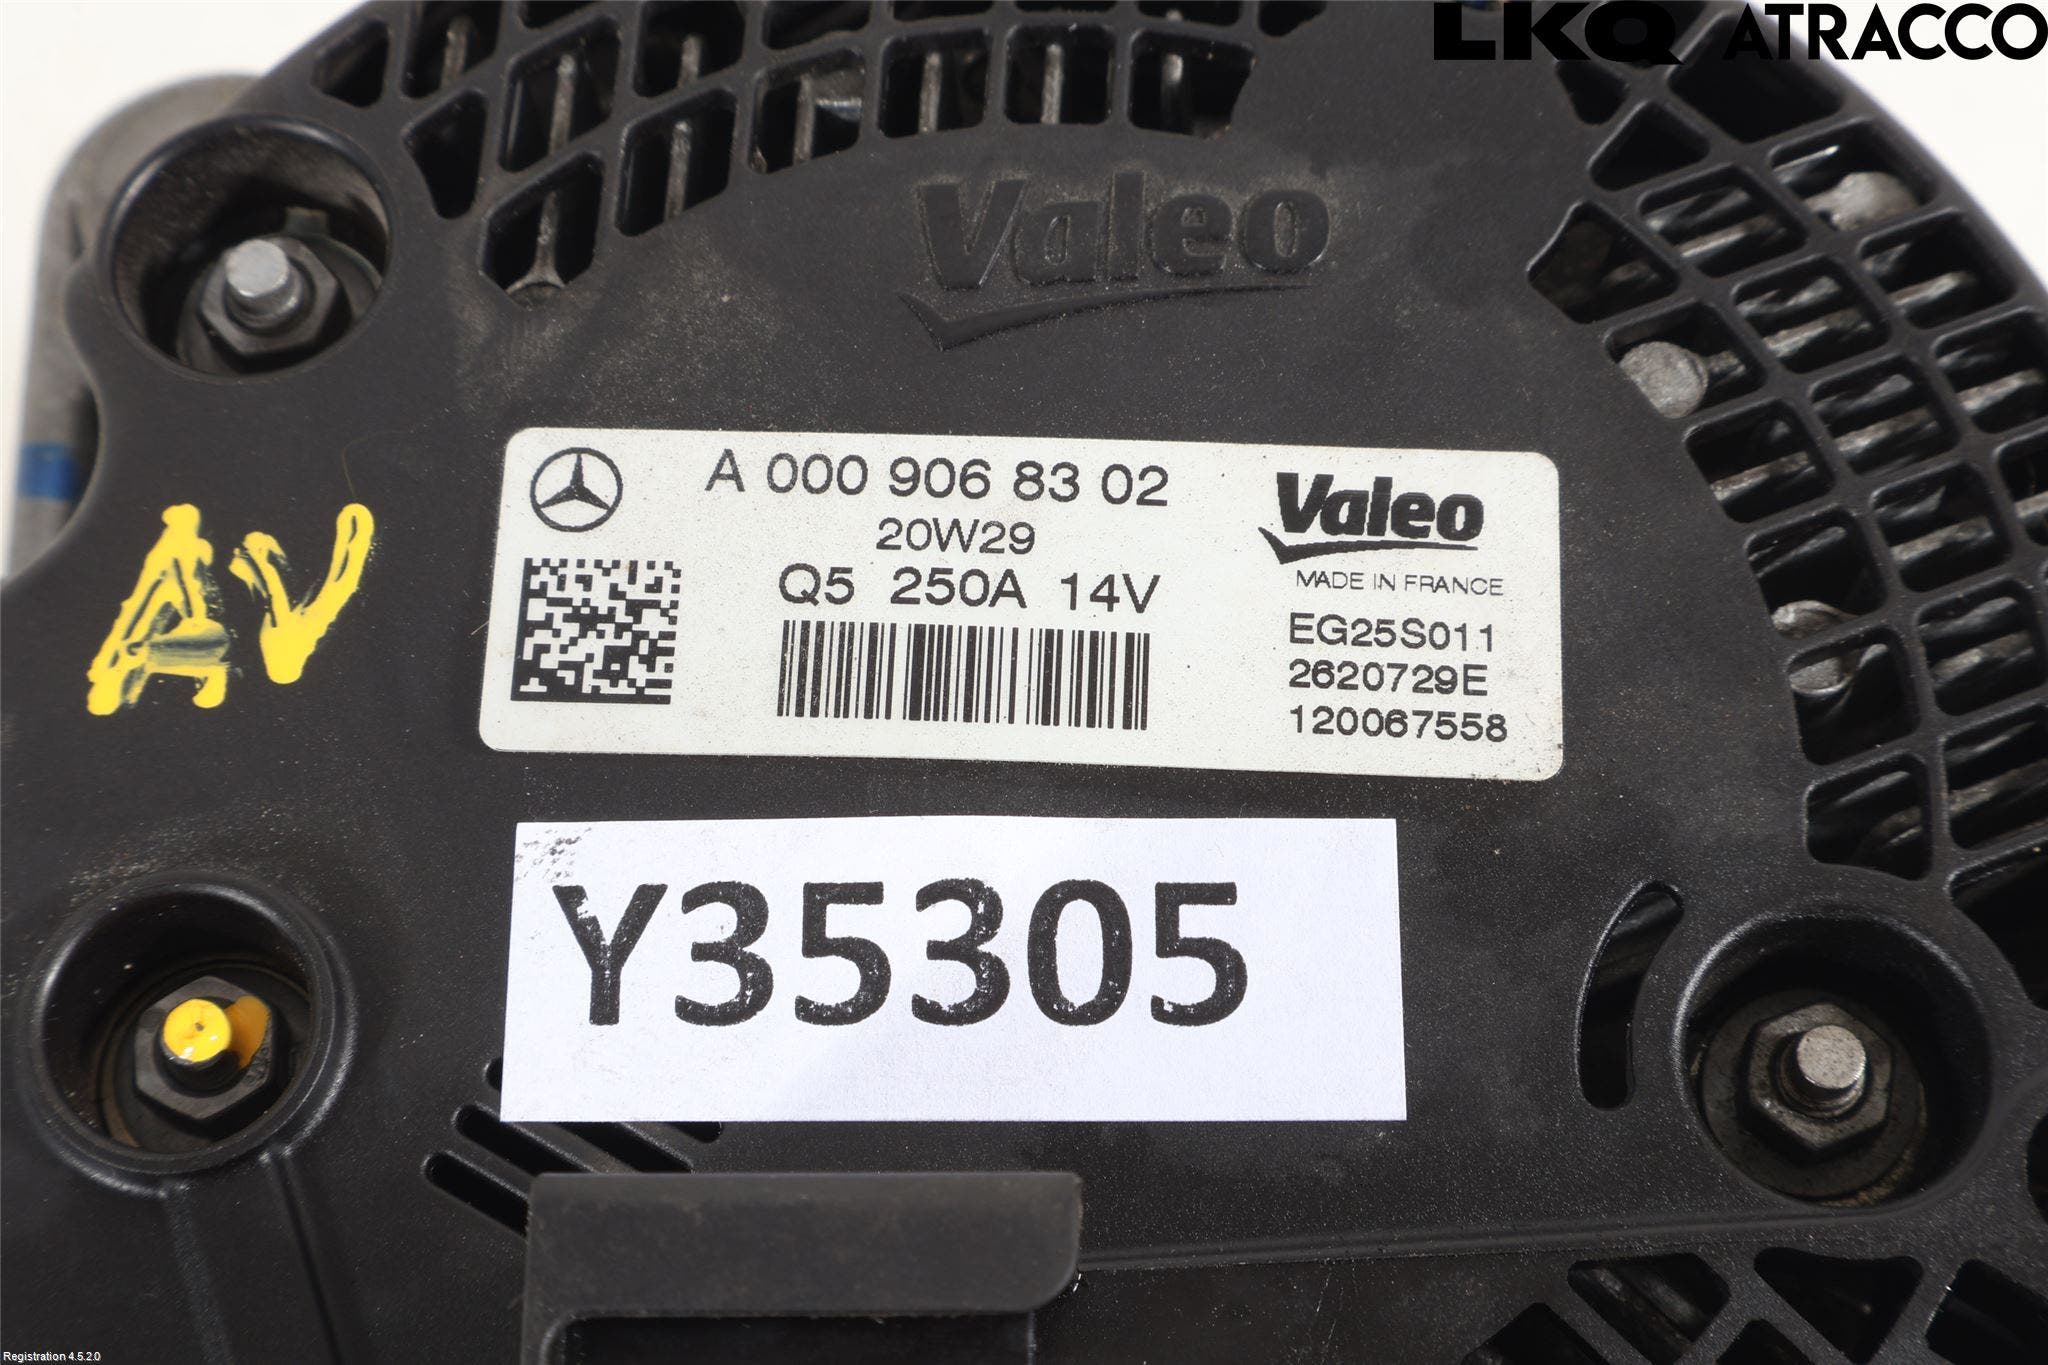 LKQ ATRACCO
Valeo
A 000 906 83 02
20W29
Q5 250A 14V
Valeo
MADE IN FRANCE
EG25S011
2620729E
120067558
AV
Y35305
Registration 4.5.2.0